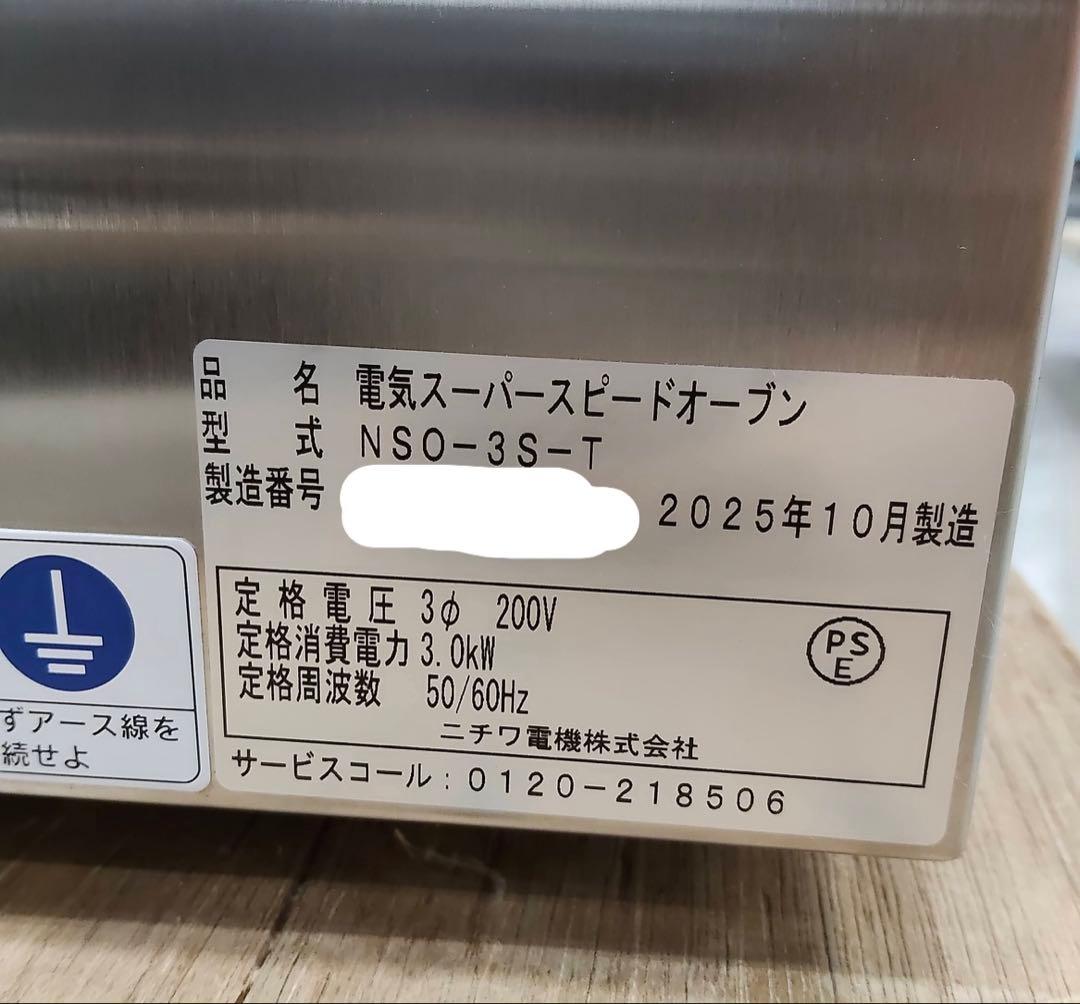 品名 電気スーパースピードオーブン
型式 NSO-3S-T
製造番号 2025年10月製造
定格電圧 3φ 200V
定格消費電力 3.0kW
定格周波数 50/60Hz
PS
E
ニチワ電機株式会社
サービスコール:0120-218506
ずアース線を
続せよ